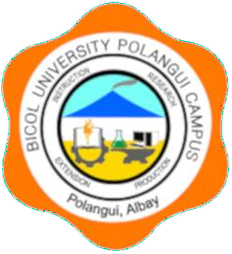 BICOL UNIVERSITY POLANGUI CAMPUS
INSTRUCTION
RESEARCH
EXTENSION
PRODUCTION
Polangui, Albay